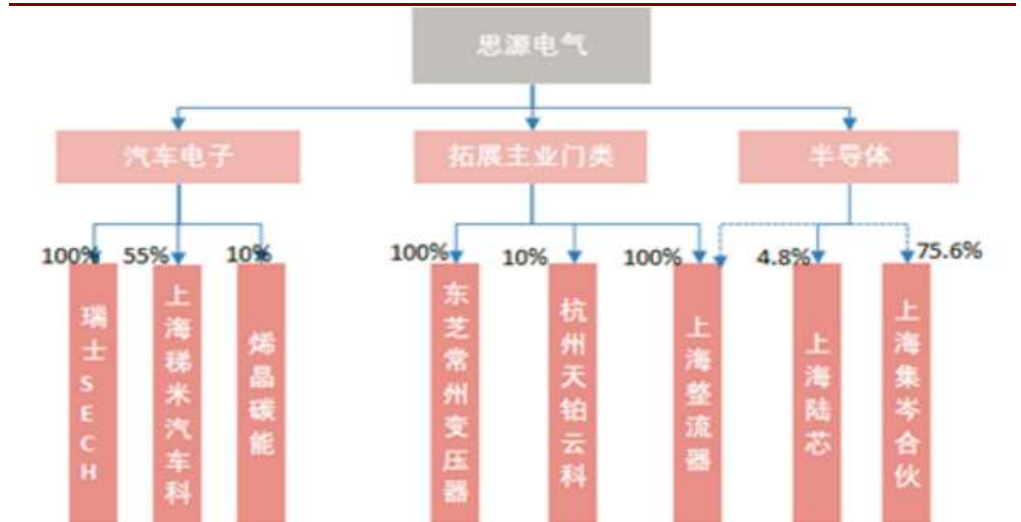 思源电气
汽车电子
拓展主业门类
半导体
100%
55%
10%
100%
10%
100%
4.8%
75.6%
瑞士SECH
上海稊米汽车科
烯晶碳能
东芝常州变压器
杭州天铂云科
上海整流器
上海陆芯
上海集岑合伙